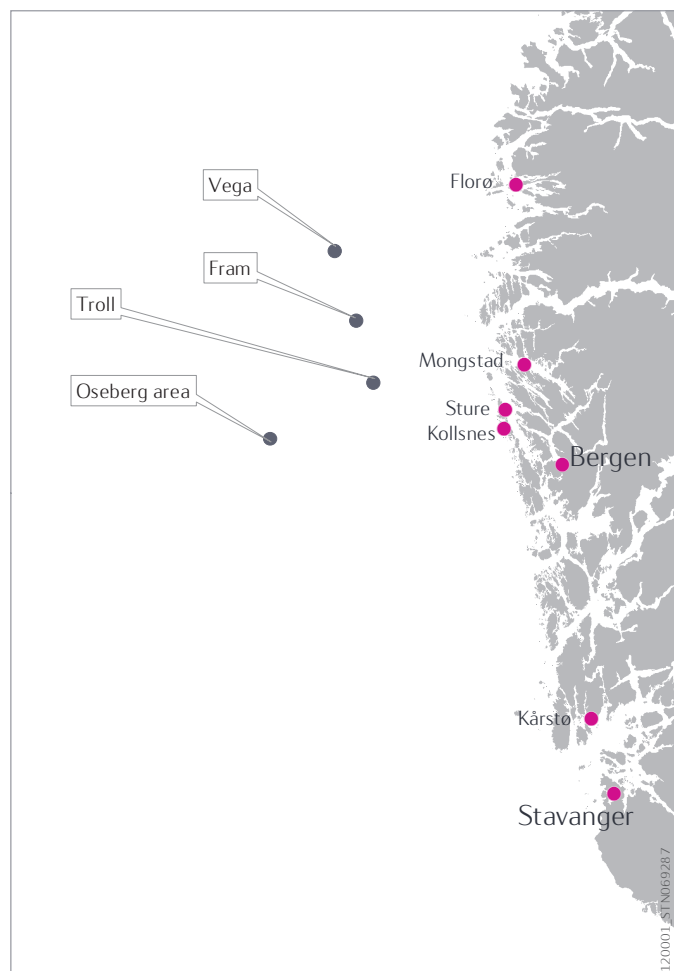 Florø
Vega
Fram
Troll
Mongstad
Oseberg area
Sture
Kollsnes
Bergen
Kårstø
Stavanger
120001_STN069287